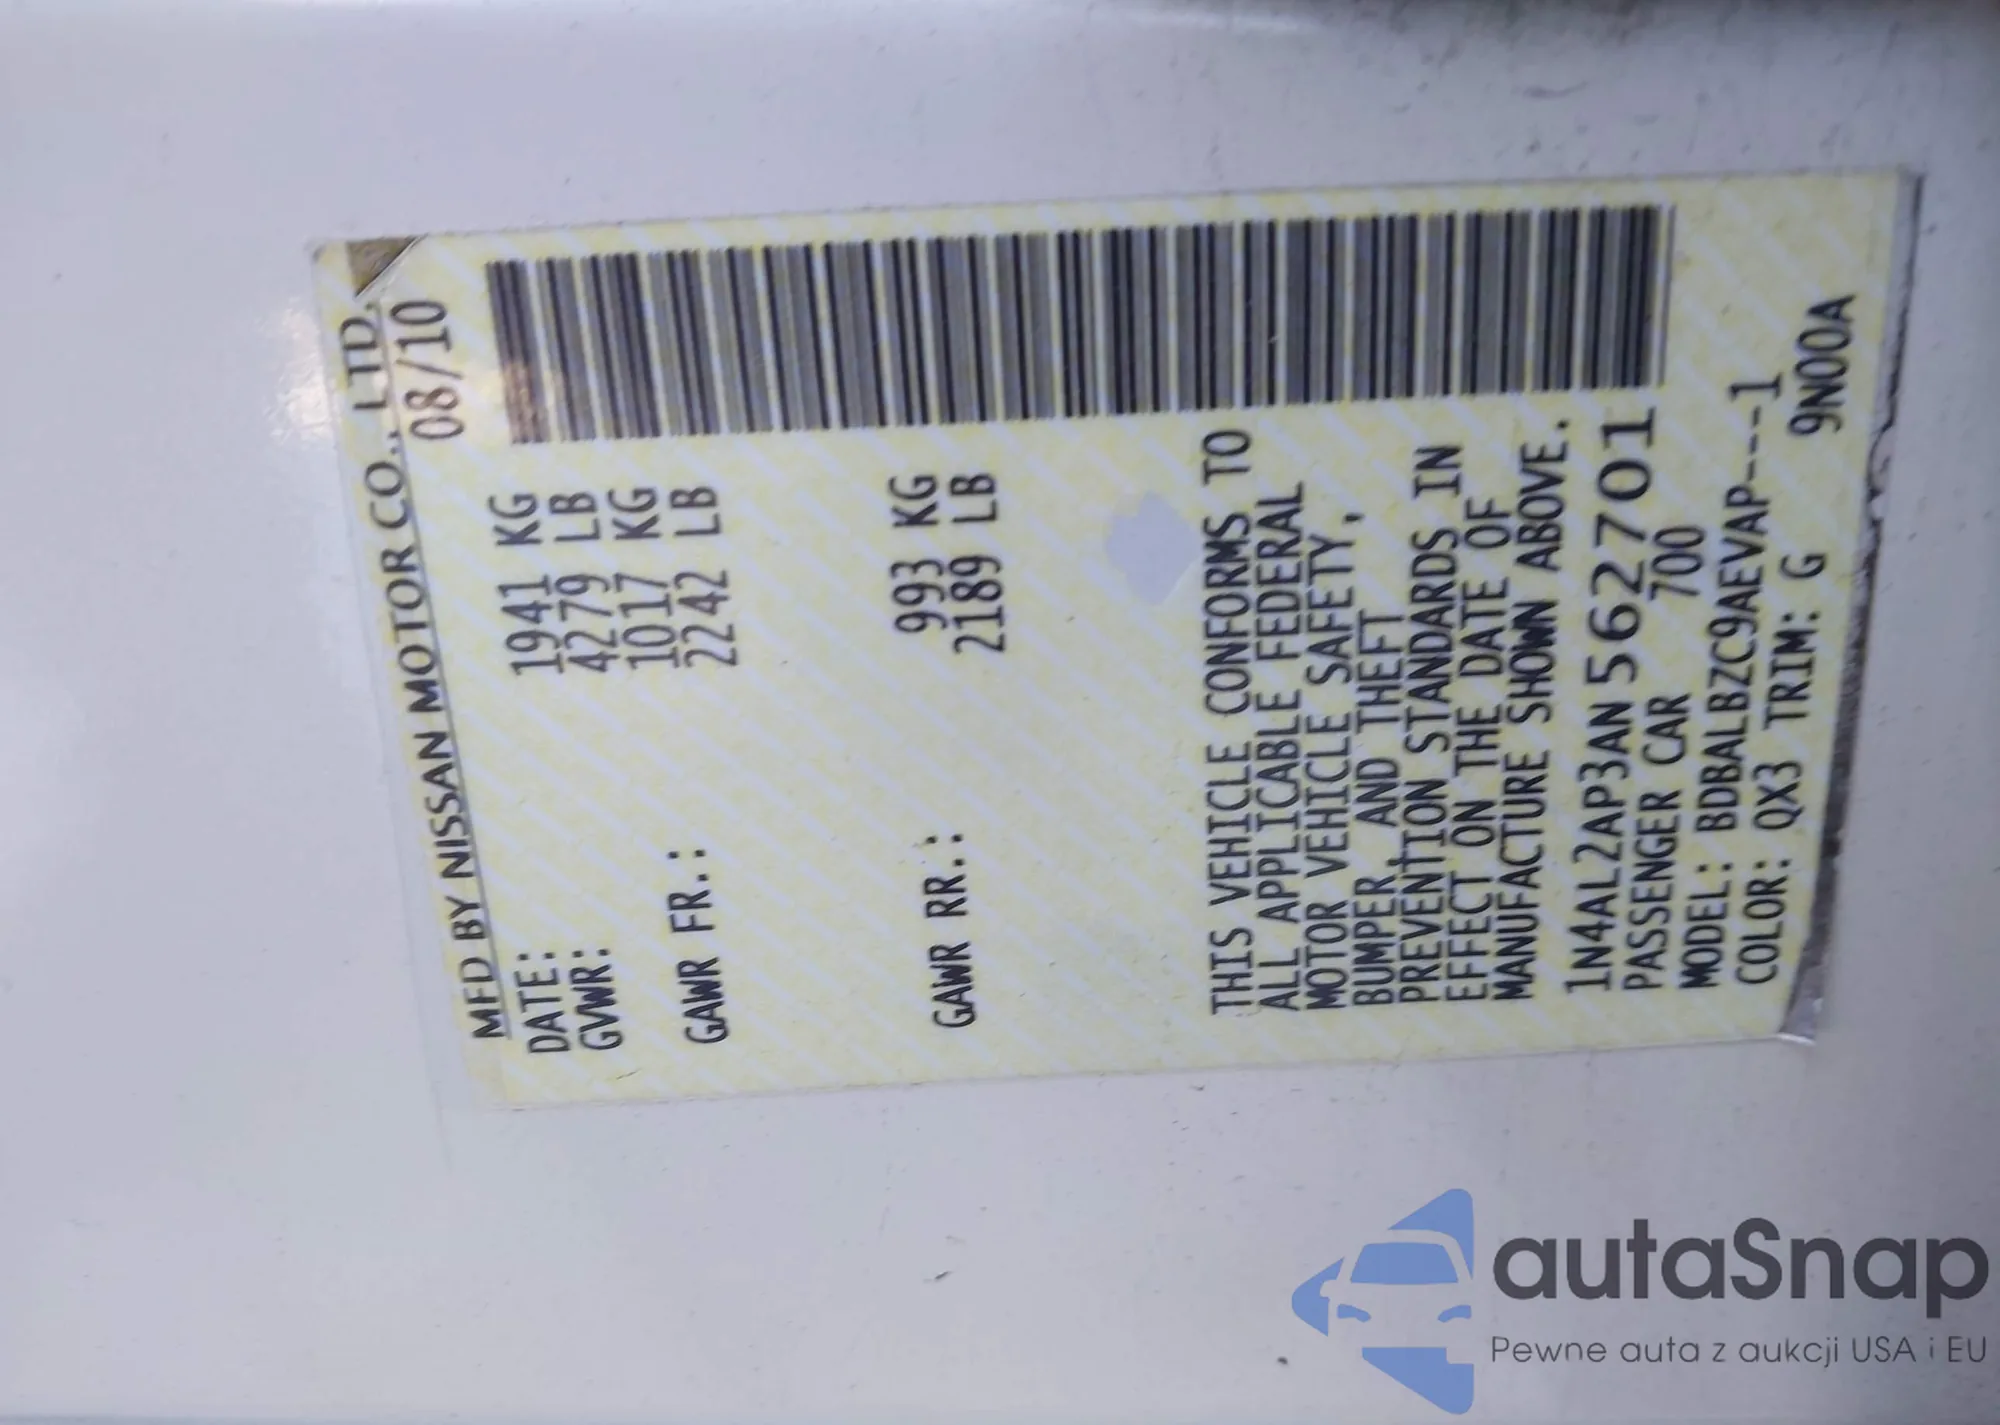 MFD BY NISSAN MOTOR CO., LTD.
DATE: 08/10
GVWR: 1941 KG
4279 LB
GAWR FR.: 1017 KG
2242 LB
GAWR RR.: 993 KG
2189 LB
THIS VEHICLE CONFORMS TO
ALL APPLICABLE FEDERAL
MOTOR VEHICLE SAFETY,
BUMPER, AND THEFT
PREVENTION STANDARDS IN
EFFECT ON THE DATE OF
MANUFACTURE SHOWN ABOVE.
1N4AL2AP3AN562701
PASSENGER CAR 700
MODEL: BDBALBZC9AEVAP---1
COLOR: QX3 TRIM: G 9N00A
autaSnap
Pewne auta z aukcji USA i EU